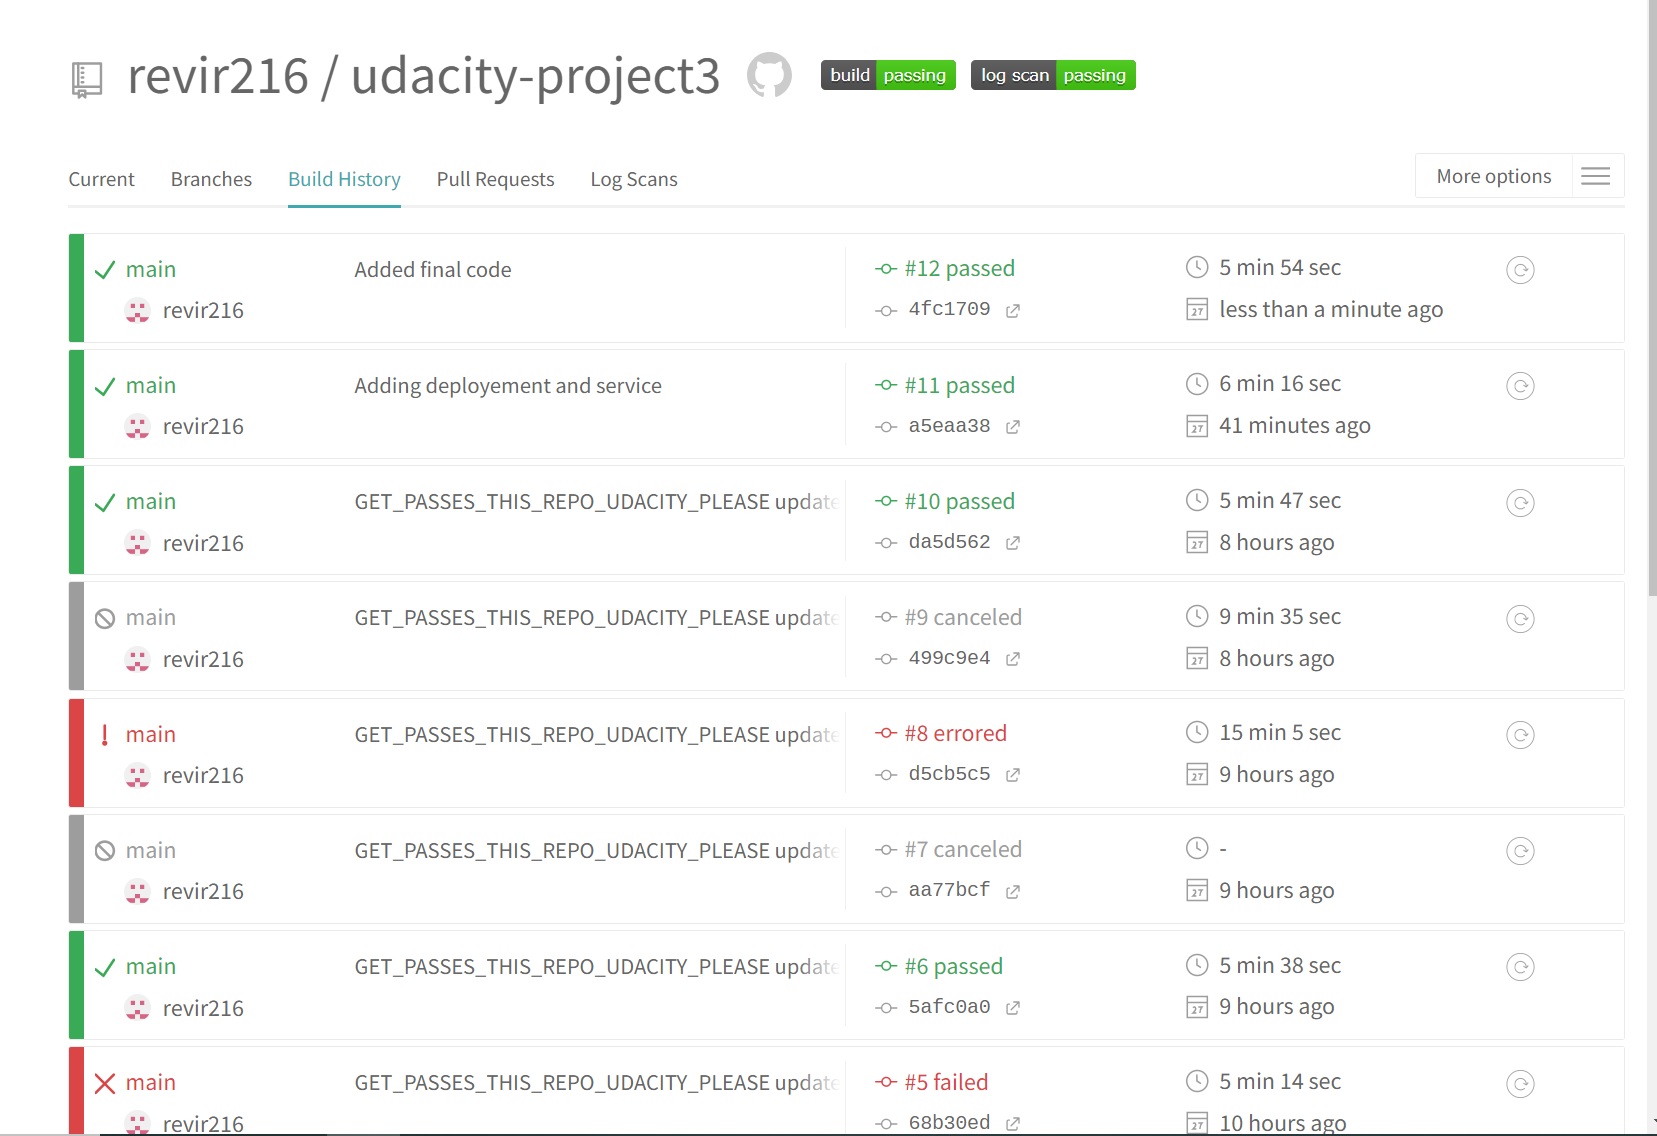 revir216 / udacity-project3 build passing log scan passing
Current Branches Build History Pull Requests Log Scans More options
main Added final code #12 passed 5 min 54 sec
revir216 4fc1709 27 less than a minute ago
main Adding deployement and service #11 passed 6 min 16 sec
revir216 a5eaa38 27 41 minutes ago
main GET_PASSES_THIS_REPO_UDACITY_PLEASE update #10 passed 5 min 47 sec
revir216 da5d562 27 8 hours ago
main GET_PASSES_THIS_REPO_UDACITY_PLEASE update #9 canceled 9 min 35 sec
revir216 499c9e4 27 8 hours ago
main GET_PASSES_THIS_REPO_UDACITY_PLEASE update #8 errored 15 min 5 sec
revir216 d5cb5c5 27 9 hours ago
main GET_PASSES_THIS_REPO_UDACITY_PLEASE update #7 canceled -
revir216 aa77bcf 27 9 hours ago
main GET_PASSES_THIS_REPO_UDACITY_PLEASE update #6 passed 5 min 38 sec
revir216 5afc0a0 27 9 hours ago
main GET_PASSES_THIS_REPO_UDACITY_PLEASE update #5 failed 5 min 14 sec
revir216 68b30ed 27 10 hours ago